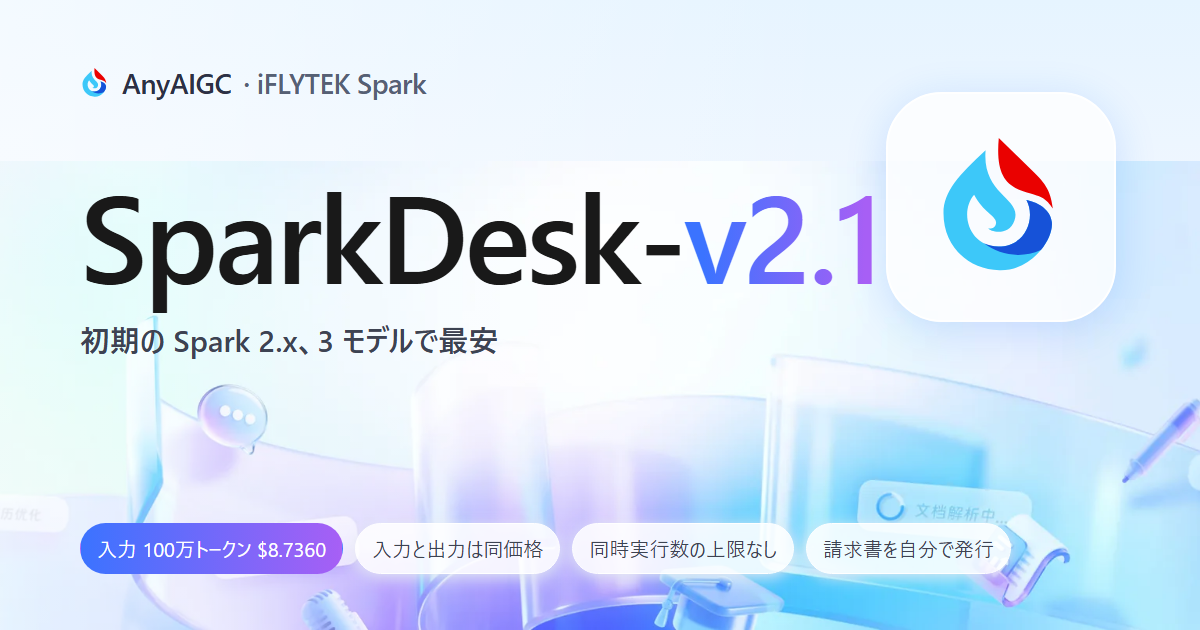 AnyAIGC · iFLYTEK Spark
SparkDesk-v2.1
初期の Spark 2.x、3 モデルで最安
历优化
文档解析中...
入力 100万トークン $8.7360
入力と出力は同価格
同時実行数の上限なし
請求書を自分で発行